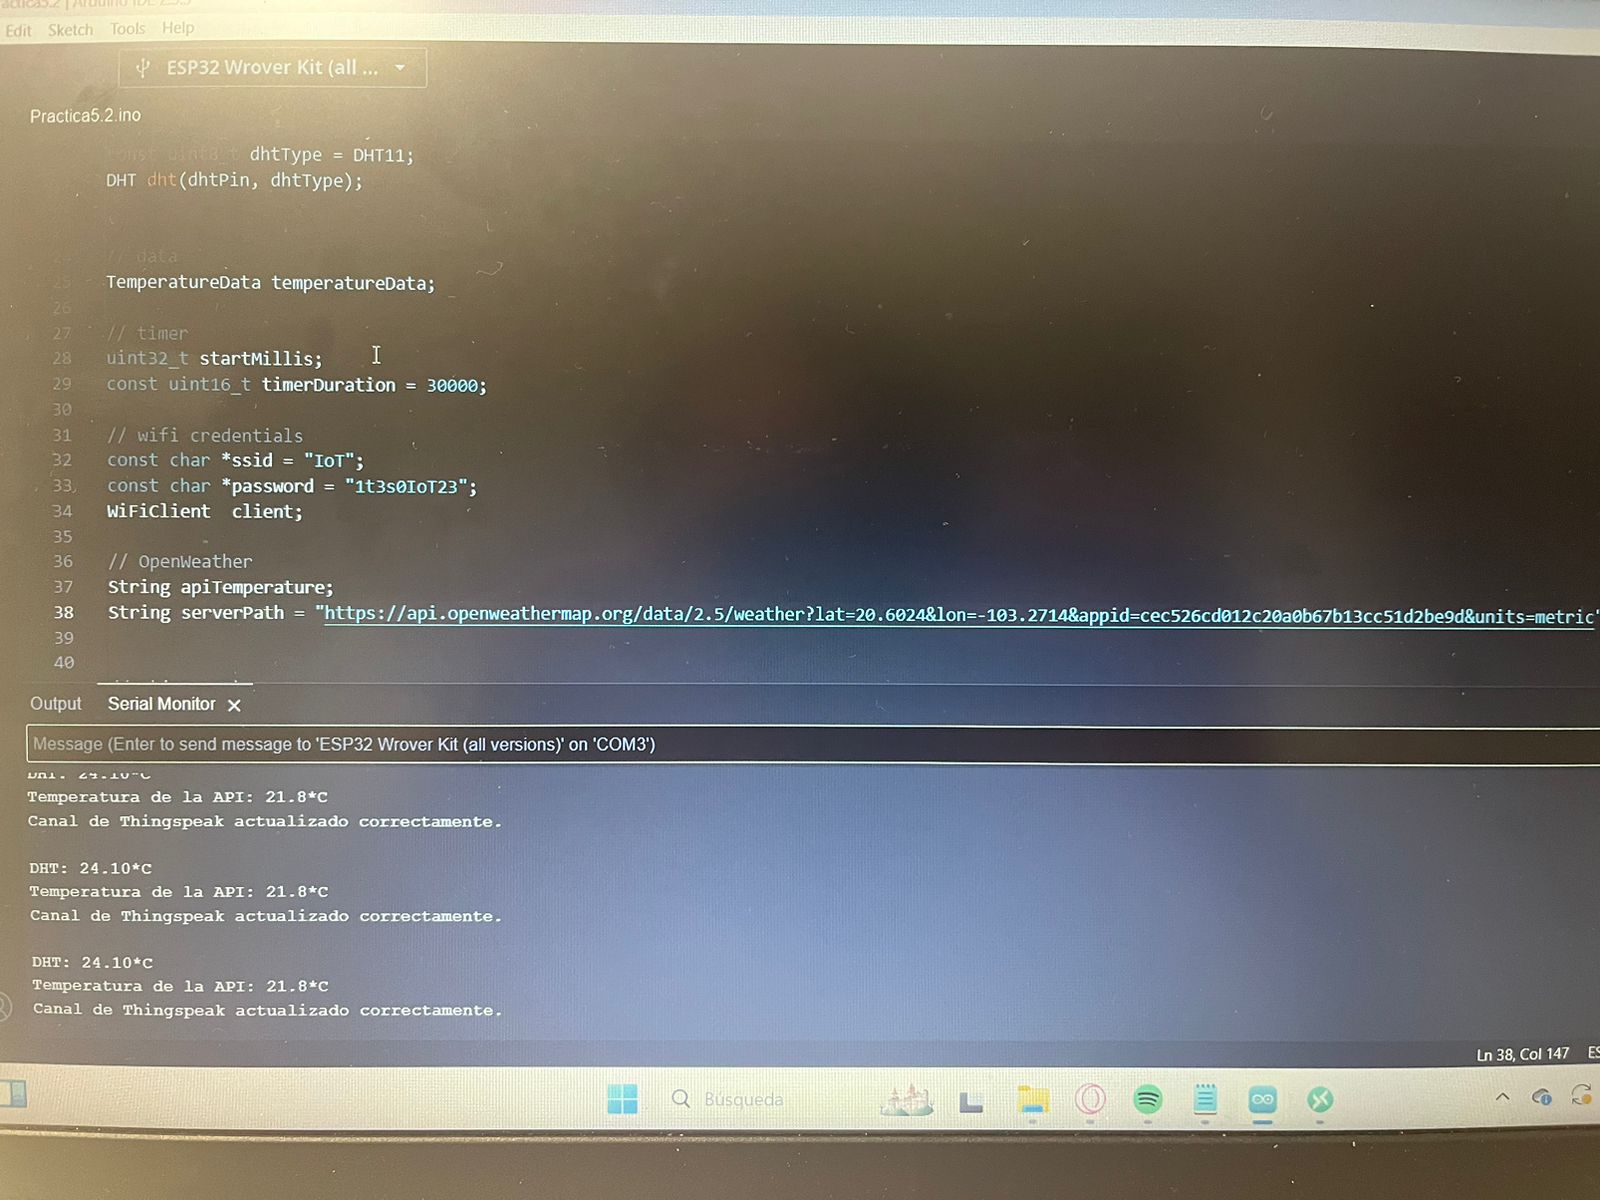 Edit Sketch Tools Help
ESP32 Wrover Kit (all ...
Practica5.2.ino
const uint8_t dhtType = DHT11;
DHT dht(dhtPin, dhtType);
24 // data
25 TemperatureData temperatureData;
26
27 // timer
28 uint32_t startMillis;
29 const uint16_t timerDuration = 30000;
30
31 // wifi credentials
32 const char *ssid = "IoT";
33 const char *password = "1t3s0IoT23";
34 WiFiClient client;
35
36 // OpenWeather
37 String apiTemperature;
38 String serverPath = "https://api.openweathermap.org/data/2.5/weather?lat=20.6024&lon=-103.2714&appid=cec526cd012c20a0b67b13cc51d2be9d&units=metric"
39
40
Output Serial Monitor
Message (Enter to send message to 'ESP32 Wrover Kit (all versions)' on 'COM3')
DHT: 24.10*C
Temperatura de la API: 21.8*C
Canal de Thingspeak actualizado correctamente.
DHT: 24.10*C
Temperatura de la API: 21.8*C
Canal de Thingspeak actualizado correctamente.
DHT: 24.10*C
Temperatura de la API: 21.8*C
Canal de Thingspeak actualizado correctamente.
Ln 38, Col 147 ES
Búsqueda